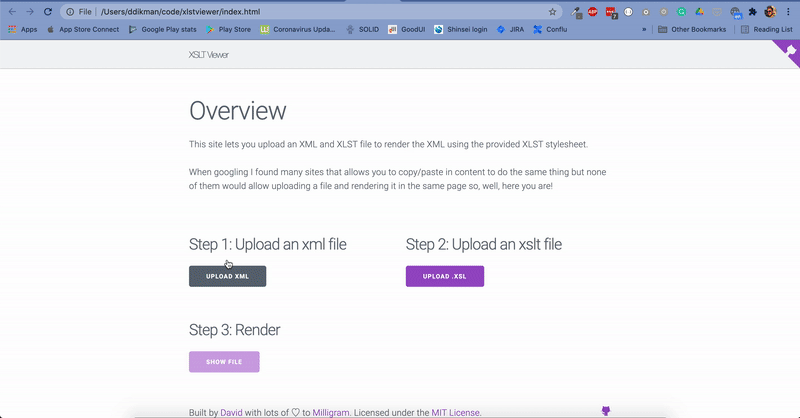 File /Users/ddikman/code/xlstviewer/index.html
Apps App Store Connect Google Play stats Play Store Coronavirus Upda... SOLID GoodUI Shinsei login JIRA Conflu » Other Bookmarks Reading List
XSLT Viewer
Overview
This site lets you upload an XML and XLST file to render the XML using the provided XLST stylesheet.
When googling I found many sites that allows you to copy/paste in content to do the same thing but none
of them would allow uploading a file and rendering it in the same page so, well, here you are!
Step 1: Upload an xml file Step 2: Upload an xslt file
UPLOAD XML UPLOAD .XSL
Step 3: Render
SHOW FILE
Built by David with lots of ♡ to Milligram. Licensed under the MIT License.